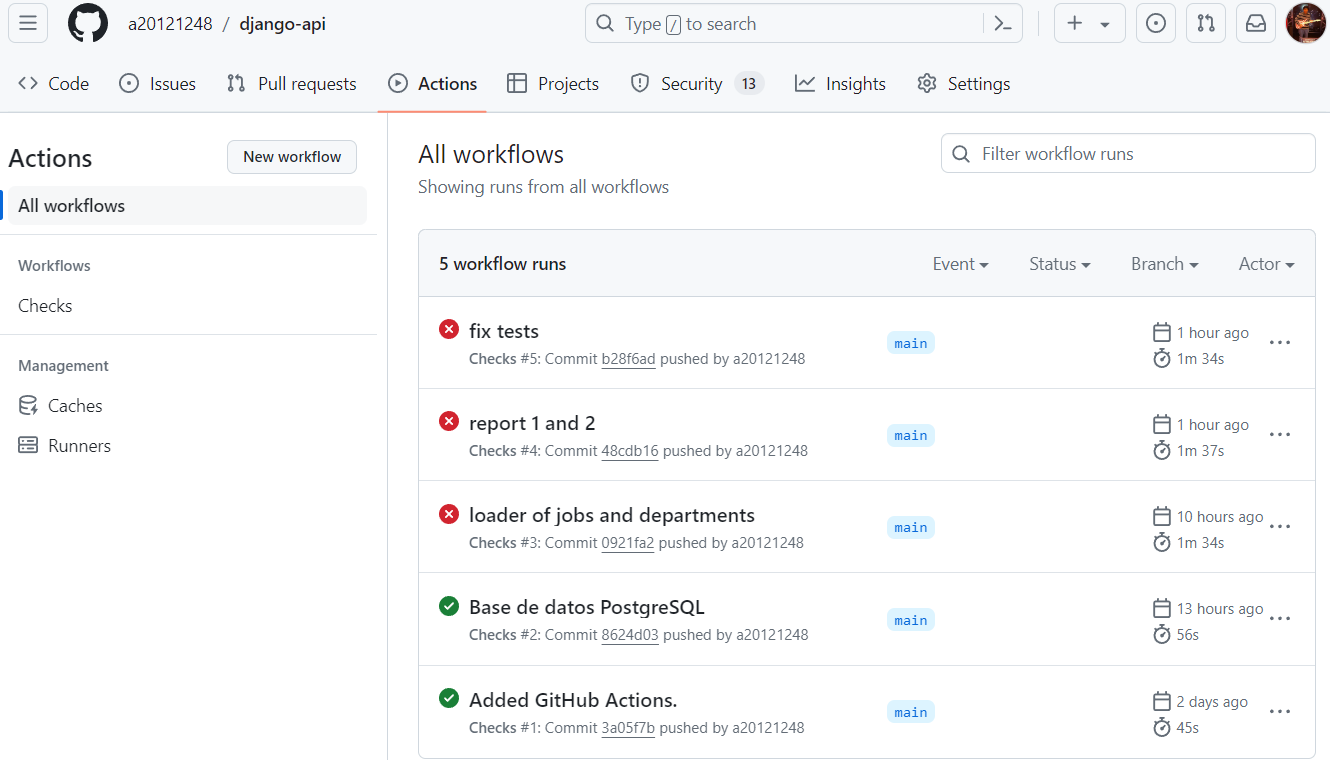 a20121248 / django-api
Type / to search
Code
Issues
Pull requests
Actions
Projects
Security 13
Insights
Settings
Actions
New workflow
All workflows
Workflows
Checks
Management
Caches
Runners
All workflows
Showing runs from all workflows
Filter workflow runs
5 workflow runs
Event
Status
Branch
Actor
fix tests
Checks #5: Commit b28f6ad pushed by a20121248
main
1 hour ago
1m 34s
report 1 and 2
Checks #4: Commit 48cdb16 pushed by a20121248
main
1 hour ago
1m 37s
loader of jobs and departments
Checks #3: Commit 0921fa2 pushed by a20121248
main
10 hours ago
1m 34s
Base de datos PostgreSQL
Checks #2: Commit 8624d03 pushed by a20121248
main
13 hours ago
56s
Added GitHub Actions.
Checks #1: Commit 3a05f7b pushed by a20121248
main
2 days ago
45s